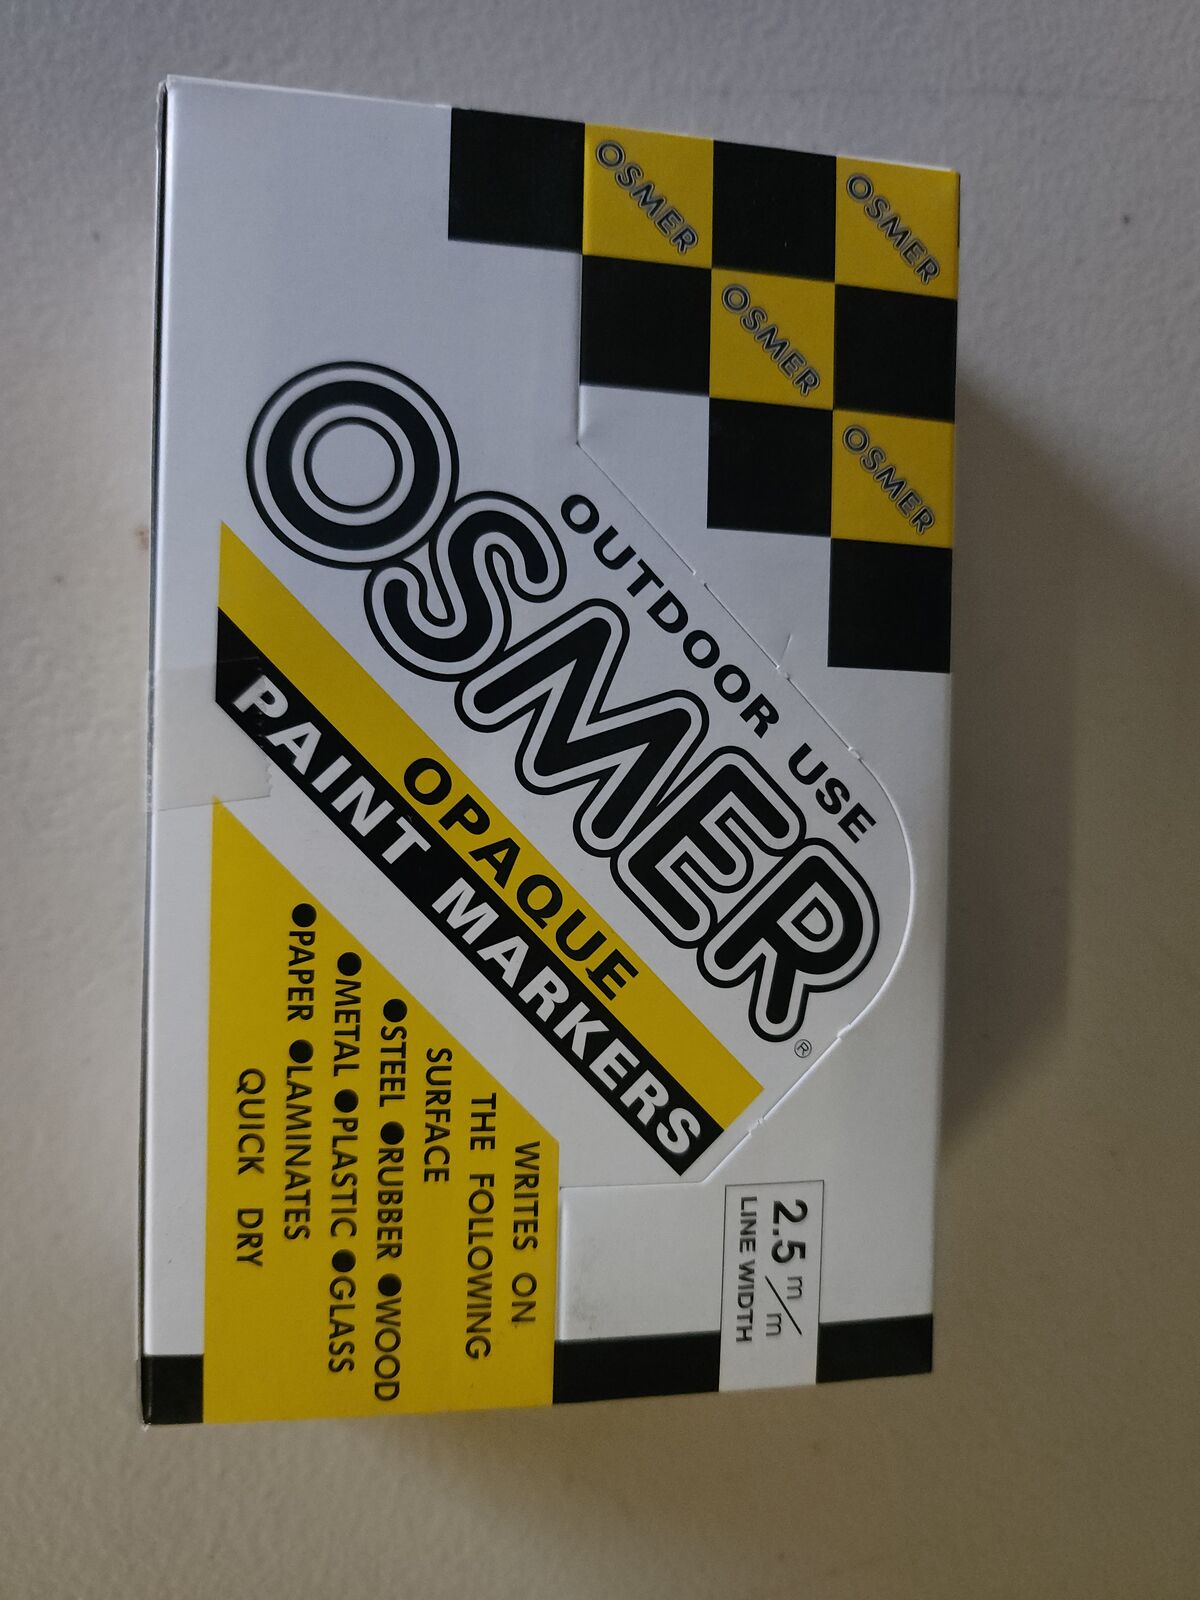 OSMER
OSMER
OSMER
OSMER
OUTDOOR USE
OSMER®
OPAQUE
PAINT MARKERS
2.5 m/m
LINE WIDTH
WRITES ON
THE FOLLOWING
SURFACE
●STEEL ●RUBBER ●WOOD
●METAL ●PLASTIC ●GLASS
●PAPER ●LAMINATES
QUICK DRY